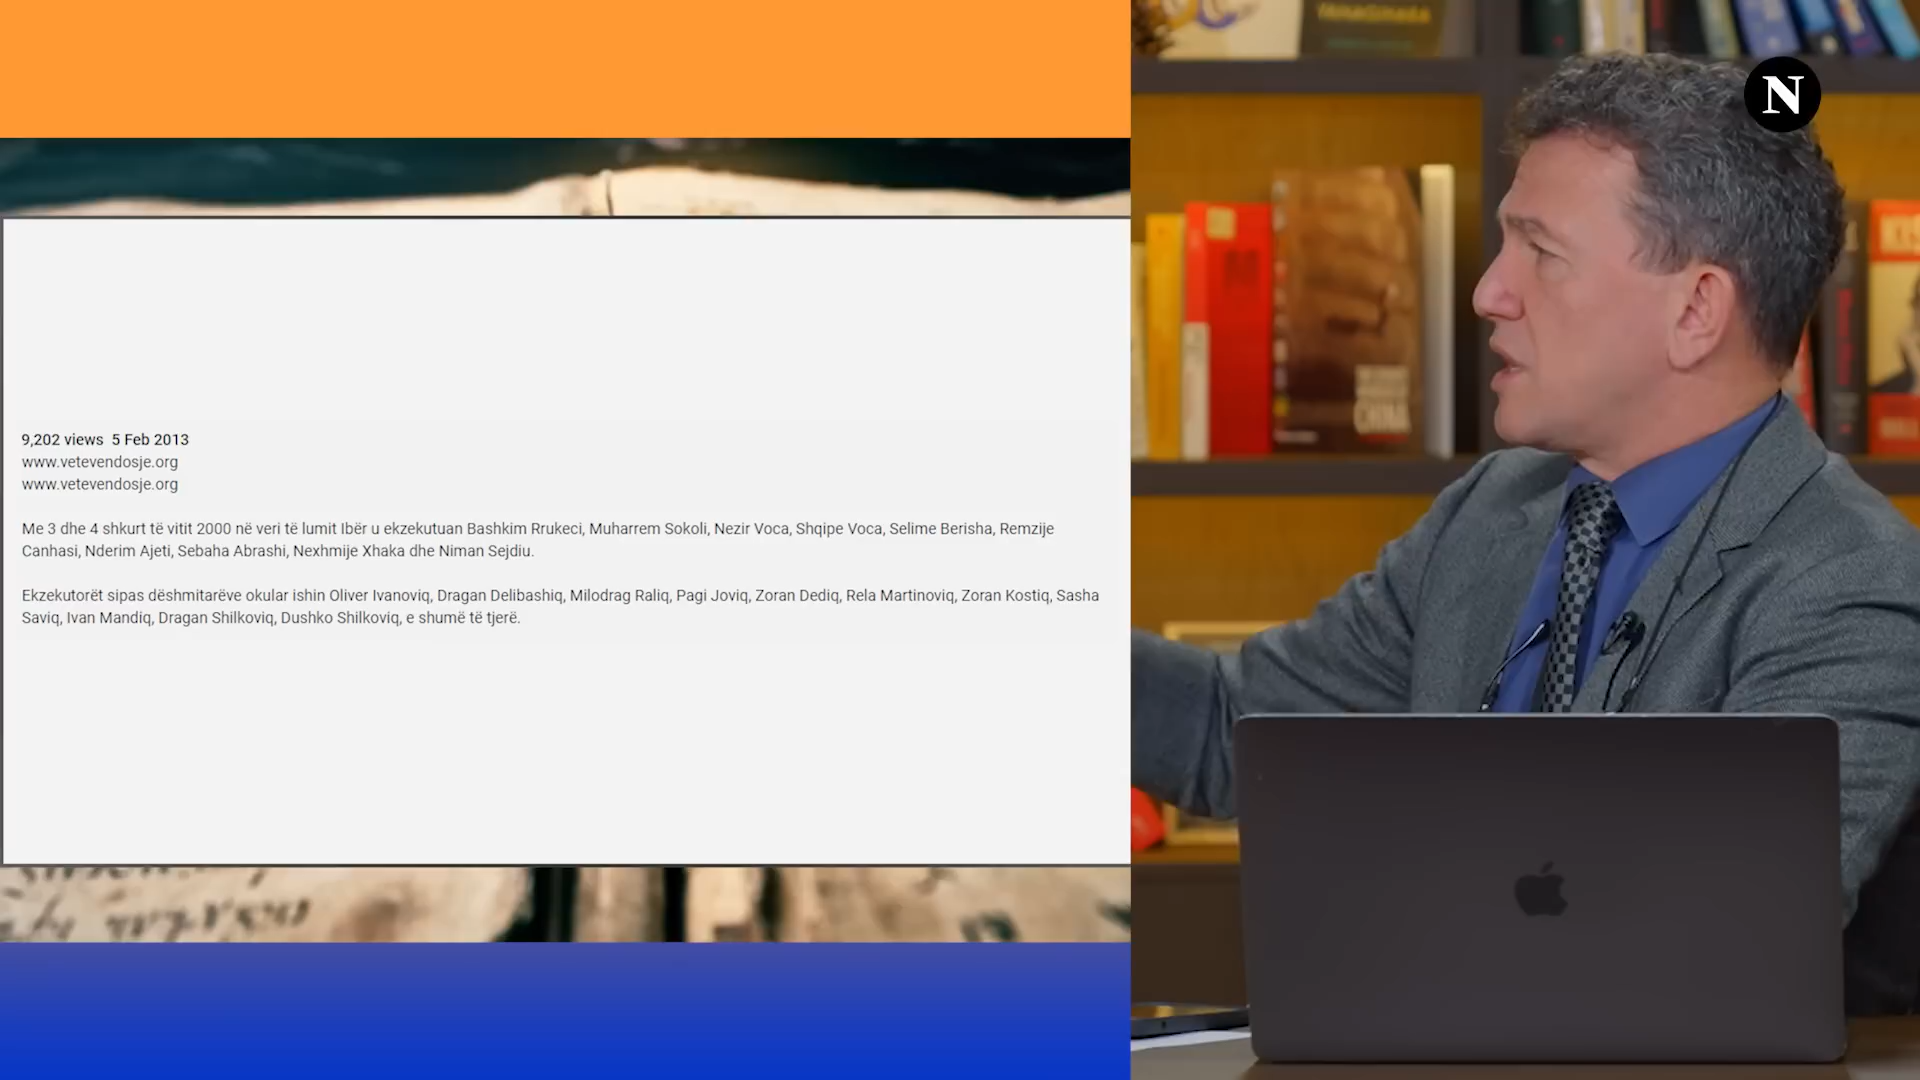 N
9,202 views 5 Feb 2013
www.vetevendosje.org
www.vetevendosje.org
Me 3 dhe 4 shkurt të vitit 2000 në veri të lumit Ibër u ekzekutuan Bashkim Rrukeci, Muharrem Sokoli, Nezir Voca, Shqipe Voca, Selime Berisha, Remzije
Canhasi, Nderim Ajeti, Sebaha Abrashi, Nexhmije Xhaka dhe Niman Sejdiu.
Ekzekutorët sipas dëshmitarëve okular ishin Oliver Ivanoviq, Dragan Delibashiq, Milodrag Raliq, Pagi Joviq, Zoran Dediq, Rela Martinoviq, Zoran Kostiq, Sasha
Saviq, Ivan Mandiq, Dragan Shilkoviq, Dushko Shilkoviq, e shumë të tjerë.
CHINA